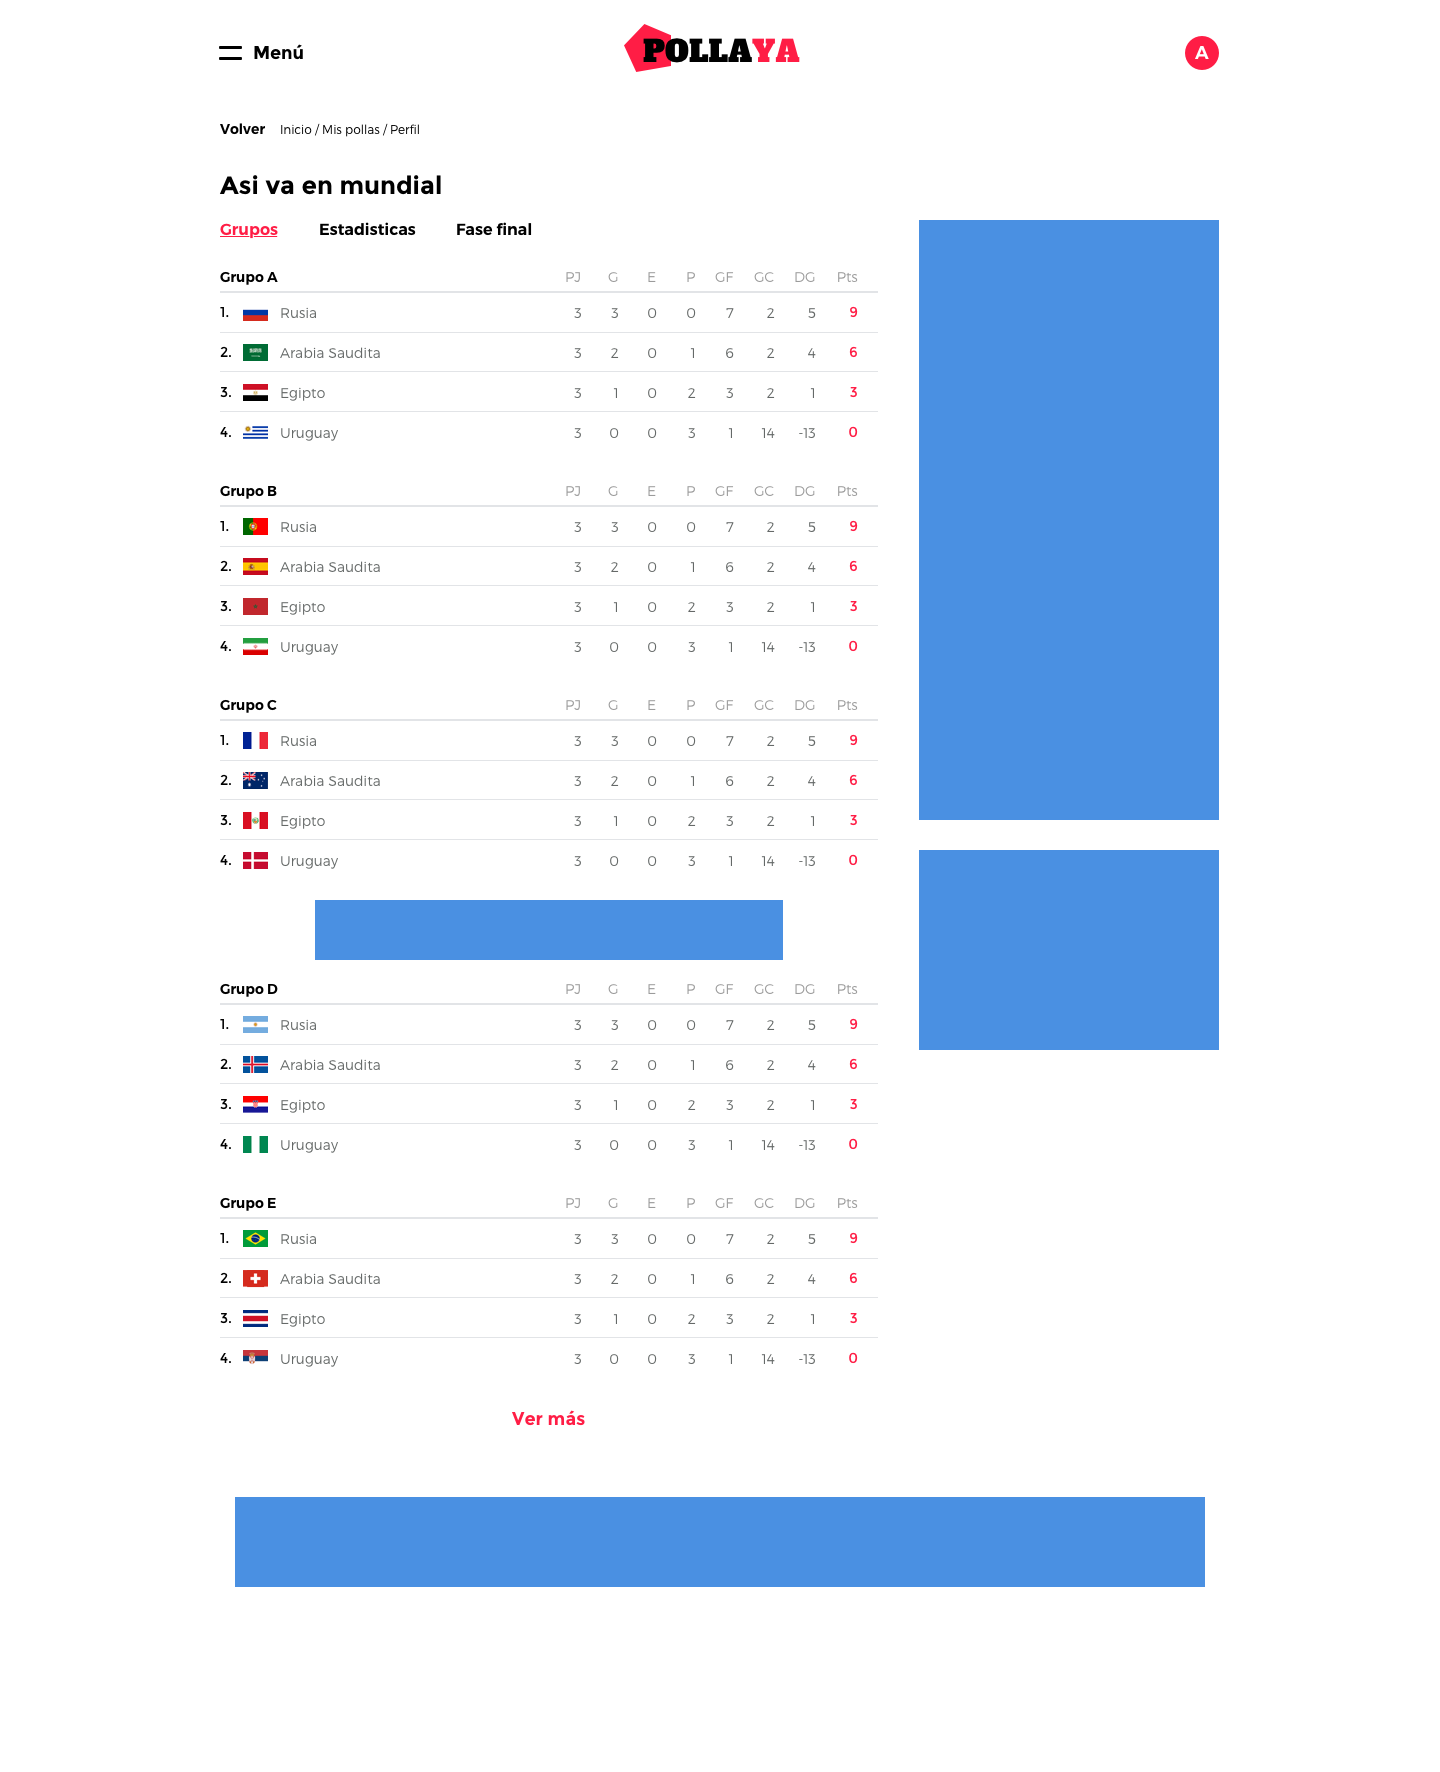 Menú
POLLAYA
A
Volver Inicio / Mis pollas / Perfil
Asi va en mundial
Grupos Estadisticas Fase final
Grupo A PJ G E P GF GC DG Pts
1. Rusia 3 3 0 0 7 2 5 9
2. Arabia Saudita 3 2 0 1 6 2 4 6
3. Egipto 3 1 0 2 3 2 1 3
4. Uruguay 3 0 0 3 1 14 -13 0
Grupo B PJ G E P GF GC DG Pts
1. Rusia 3 3 0 0 7 2 5 9
2. Arabia Saudita 3 2 0 1 6 2 4 6
3. Egipto 3 1 0 2 3 2 1 3
4. Uruguay 3 0 0 3 1 14 -13 0
Grupo C PJ G E P GF GC DG Pts
1. Rusia 3 3 0 0 7 2 5 9
2. Arabia Saudita 3 2 0 1 6 2 4 6
3. Egipto 3 1 0 2 3 2 1 3
4. Uruguay 3 0 0 3 1 14 -13 0
Grupo D PJ G E P GF GC DG Pts
1. Rusia 3 3 0 0 7 2 5 9
2. Arabia Saudita 3 2 0 1 6 2 4 6
3. Egipto 3 1 0 2 3 2 1 3
4. Uruguay 3 0 0 3 1 14 -13 0
Grupo E PJ G E P GF GC DG Pts
1. Rusia 3 3 0 0 7 2 5 9
2. Arabia Saudita 3 2 0 1 6 2 4 6
3. Egipto 3 1 0 2 3 2 1 3
4. Uruguay 3 0 0 3 1 14 -13 0
Ver más